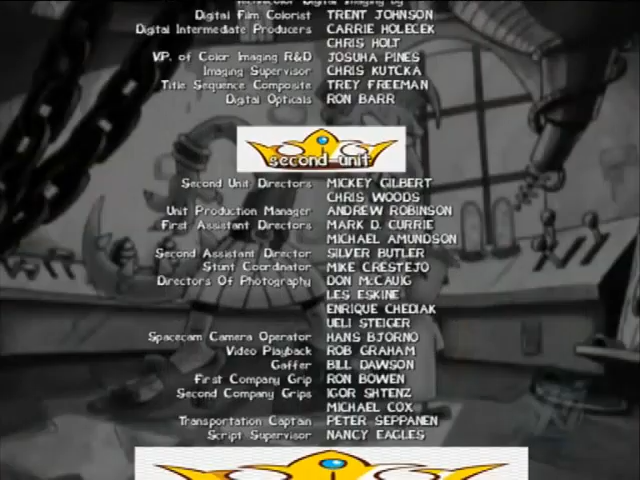 Technicolor Digital Imaging by
Digital Film Colorist TRENT JOHNSON
Digital Intermediate Producers CARRIE HOLECEK
CHRIS HOLT
V.P. of Color Imaging R&D JOSUHA PINES
Imaging Supervisor CHRIS KUTCKA
Title Sequence Composite TREY FREEMAN
Digital Opticals RON BARR
second unit
Second Unit Directors MICKEY GILBERT
CHRIS WOODS
Unit Production Manager ANDREW ROBINSON
First Assistant Directors MARK D. CURRIE
MICHAEL AMUNDSON
Second Assistant Director SILVER BUTLER
Stunt Coordinator MIKE CRESTEJO
Directors Of Photography DON McCAUIG
LES ESKINE
ENRIQUE CHEDIAK
UELI STEIGER
Spacecam Camera Operator HANS BJORNO
Video Playback ROB GRAHAM
Gaffer BILL DAWSON
First Company Grip RON BOWEN
Second Company Grips IGOR SHTENZ
MICHAEL COX
Transportation Captain PETER SEPPANEN
Script Supervisor NANCY EAGLES